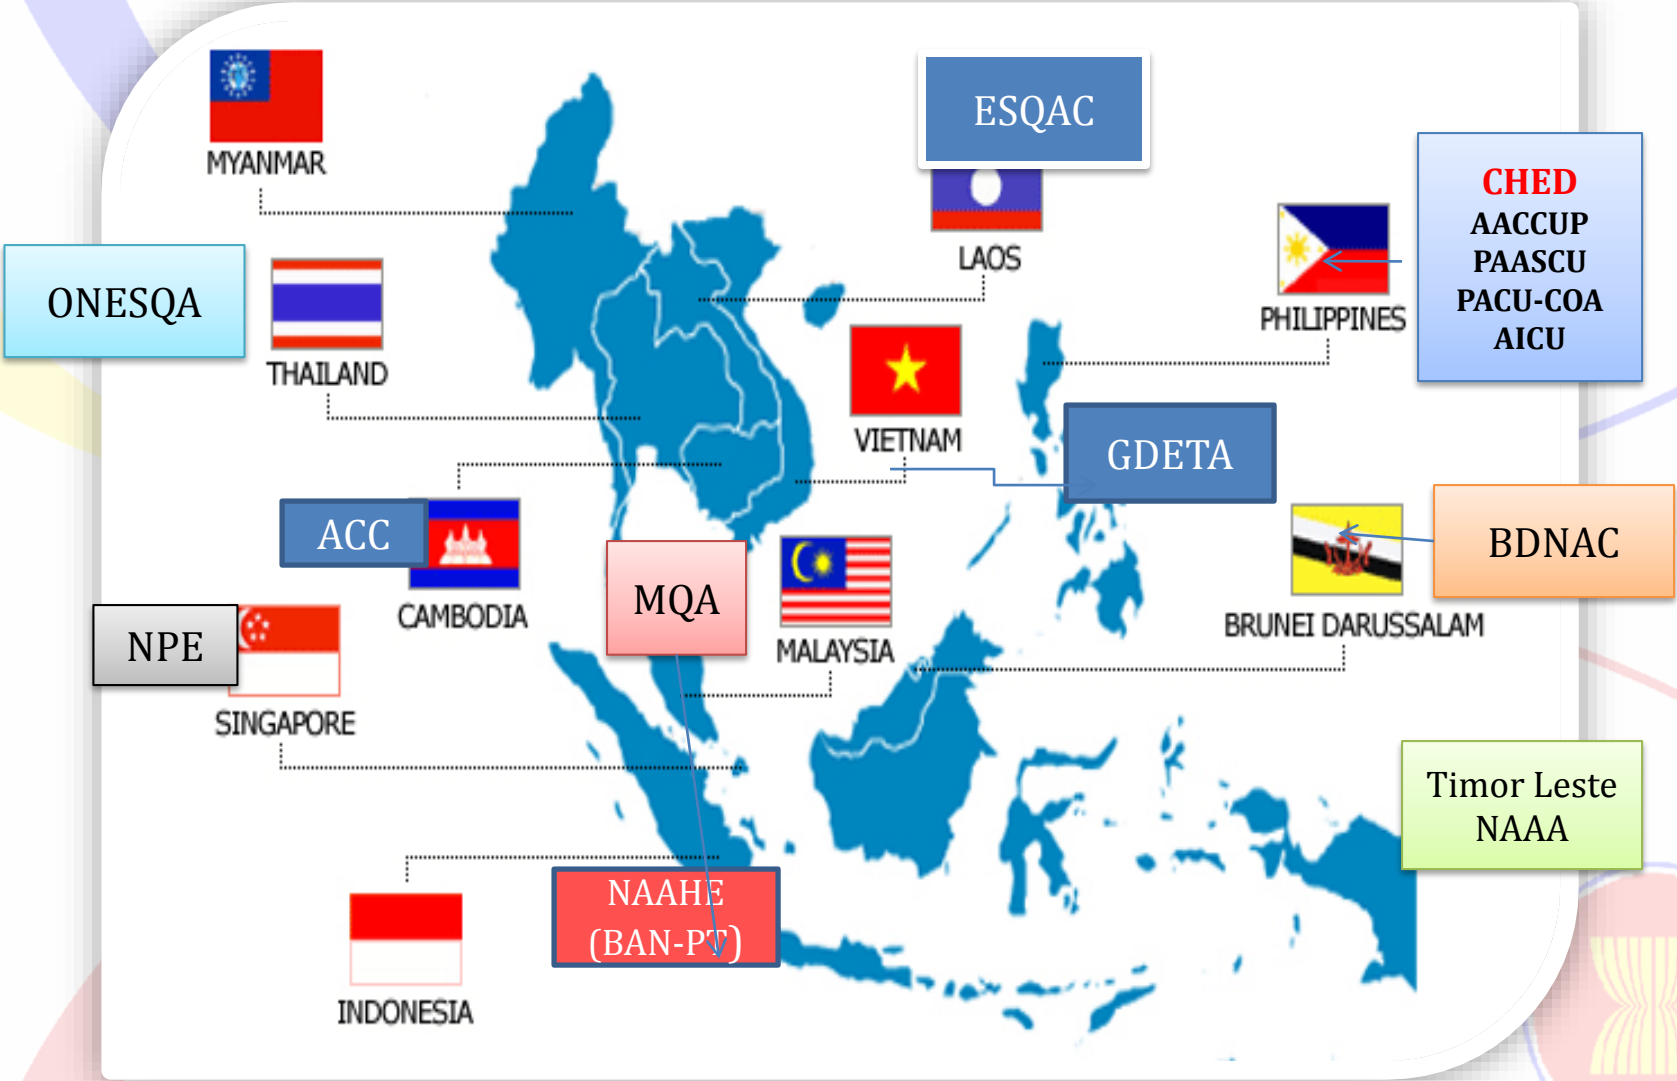 MYANMAR
ESQAC
LAOS
CHED
AACCUP
PAASCU
PACU-COA
AICU
PHILIPPINES
ONESQA
THAILAND
VIETNAM
GDETA
ACC
CAMBODIA
MQA
MALAYSIA
BDNAC
BRUNEI DARUSSALAM
NPE
SINGAPORE
Timor Leste
NAAA
NAAHE
(BAN-PT)
INDONESIA